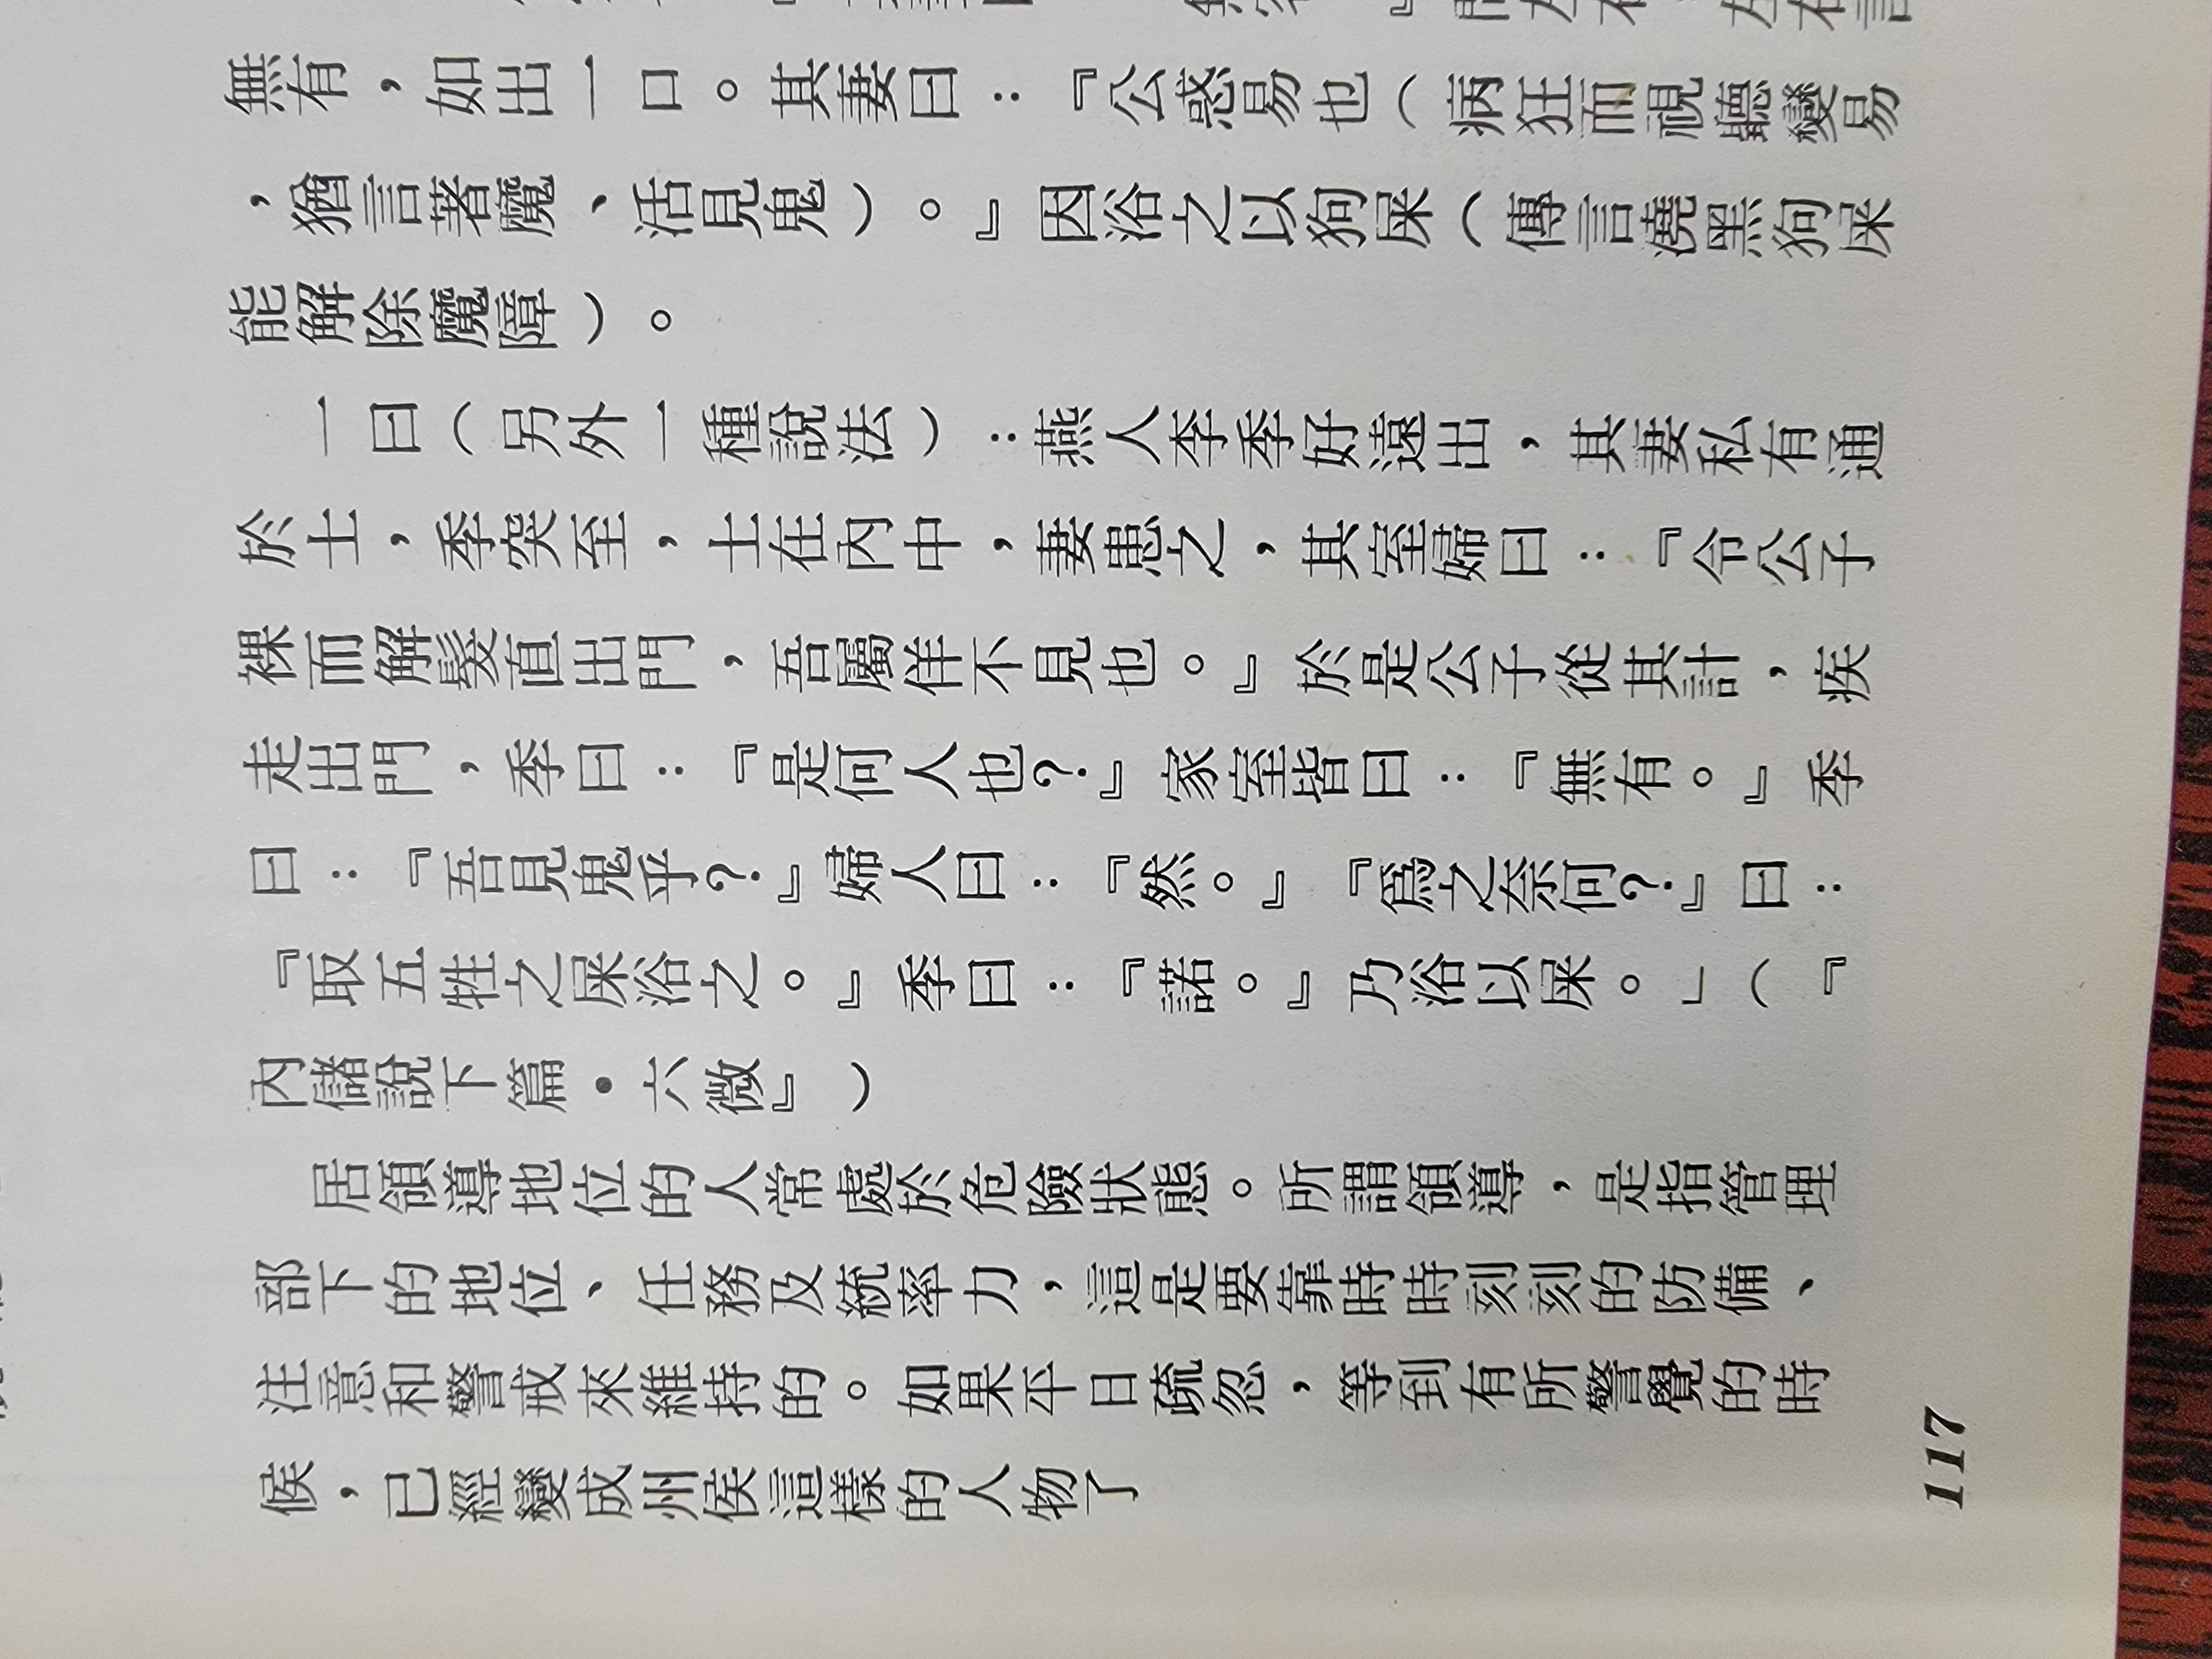 無有，如出一口。其妻曰：『公惑易也（病狂而視聽變易
，猶言著魔、活見鬼）。』因浴之以狗屎（傳言澆黑狗屎
能解除魔障）。
一曰（另外一種說法）：燕人李季好遠出，其妻私有通
於士，季突至，士在內中，妻患之，其室婦曰：『令公子
裸而解髮直出門，吾屬佯不見也。』於是公子從其計，疾
走出門，季曰：『是何人也？』家室皆曰：『無有。』季
曰：『吾見鬼乎？』婦人曰：『然。』『爲之奈何？』曰：
『取五牲之屎浴之。』季曰：『諾。』乃浴以屎。」（『
內儲說下篇・六微』）
居領導地位的人常處於危險狀態。所謂領導，是指管理
部下的地位、任務及統率力，這是要靠時時刻刻的防備、
注意和警戒來維持的。如果平日疏忽，等到有所警覺的時
候，已經變成州侯這樣的人物了
117